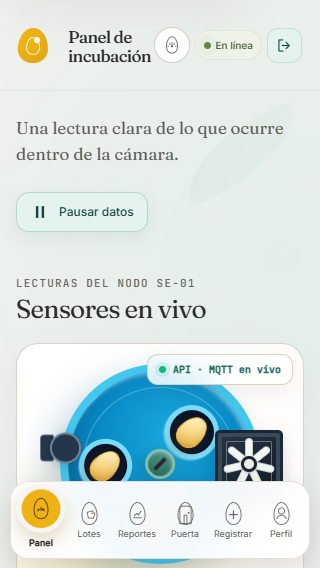 Panel de
incubación
En línea
Una lectura clara de lo que ocurre
dentro de la cámara.
Pausar datos
LECTURAS DEL NODO SE-01
Sensores en vivo
API · MQTT en vivo
Panel
Lotes
Reportes
Puerta
Registrar
Perfil